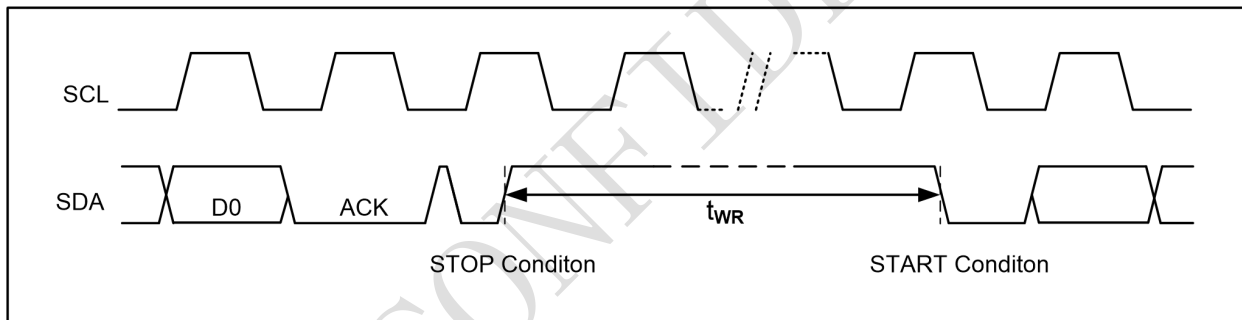 SCL
SDA
D0
ACK
tWR
STOP Conditon
START Conditon